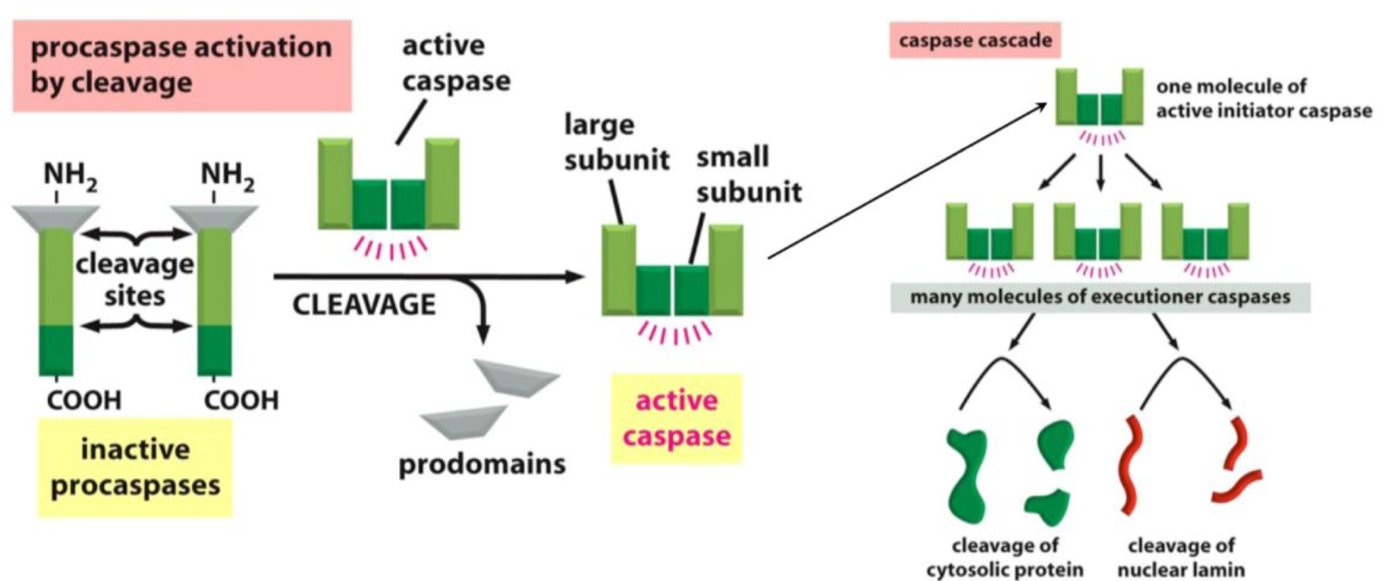 procaspase activation
by cleavage
active
caspase
NH2
NH2
cleavage
sites
COOH
COOH
inactive
procaspases
CLEAVAGE
prodomains
large
subunit
small
subunit
active
caspase
caspase cascade
one molecule of
active initiator caspase
many molecules of executioner caspases
cleavage of
cytosolic protein
cleavage of
nuclear lamin